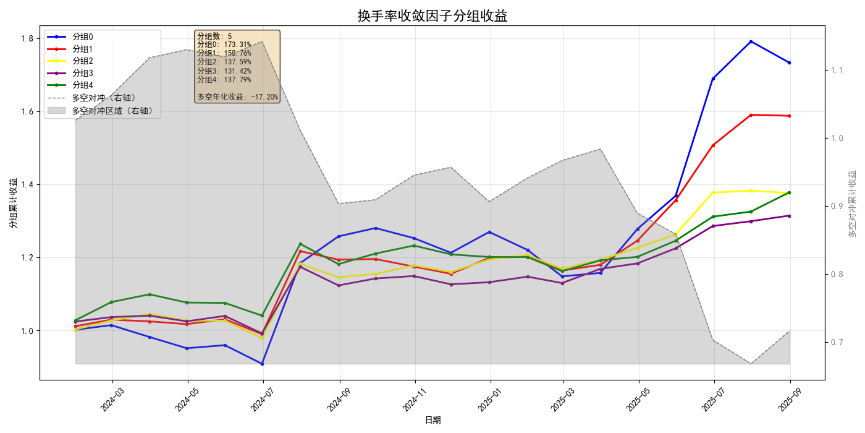 换手率收敛因子分组收益
分组0
分组1
分组2
分组3
分组4
多空对冲（右轴）
多空对冲区域（右轴）
分组数: 5
分组0: 173.31%
分组1: 158.76%
分组2: 137.59%
分组3: 131.42%
分组4: 137.79%
多空年化收益: -17.20%
分组累计收益
1.8
1.6
1.4
1.2
1.0
多空对冲累计收益
1.1
1.0
0.9
0.8
0.7
2024-03
2024-05
2024-07
2024-09
2024-11
2025-01
2025-03
2025-05
2025-07
2025-09
日期